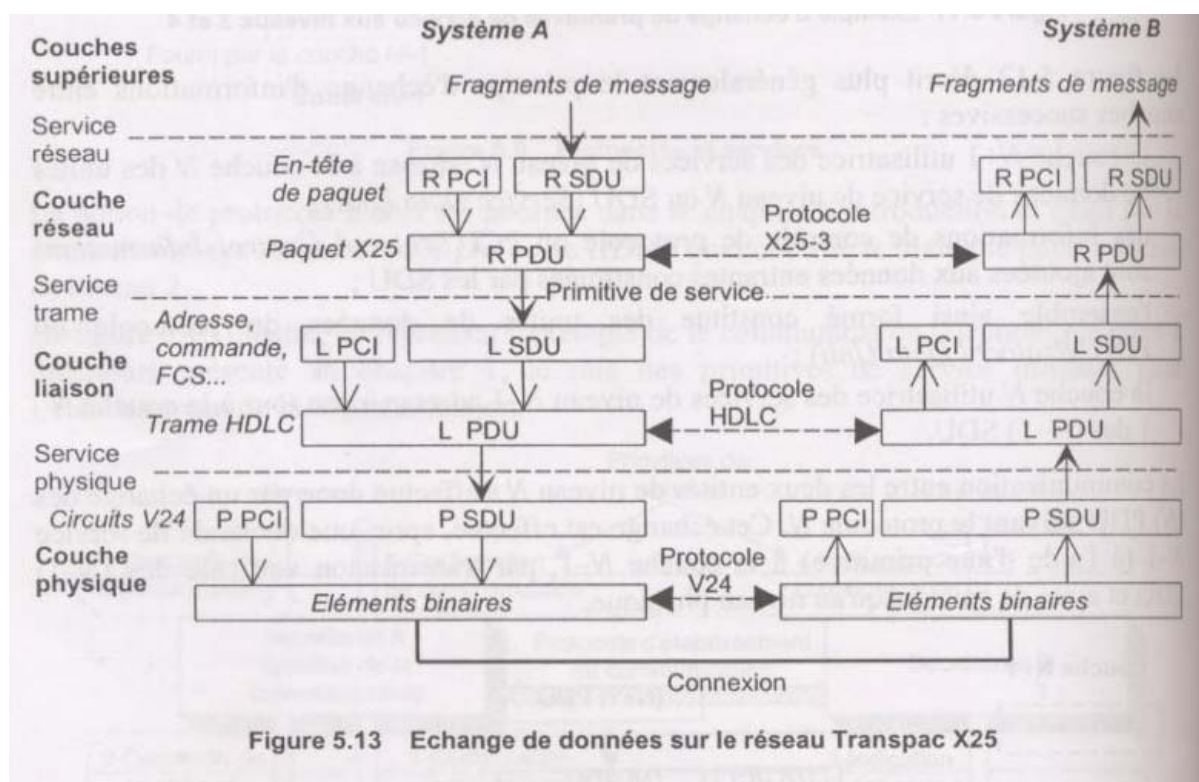 Système A Système B
Couches
supérieures
Fragments de message Fragments de message
Service
réseau
En-tête
de paquet
R PCI R SDU R PCI R SDU
Couche
réseau
Protocole
X25-3
Paquet X25 R PDU R PDU
Service
trame
Primitive de service
Adresse,
commande,
FCS...
L PCI L SDU L PCI L SDU
Couche
liaison
Protocole
HDLC
Trame HDLC L PDU L PDU
Service
physique
Circuits V24 P PCI P SDU P PCI P SDU
Couche
physique
Protocole
V24
Eléments binaires Eléments binaires
Connexion
Figure 5.13 Echange de données sur le réseau Transpac X25